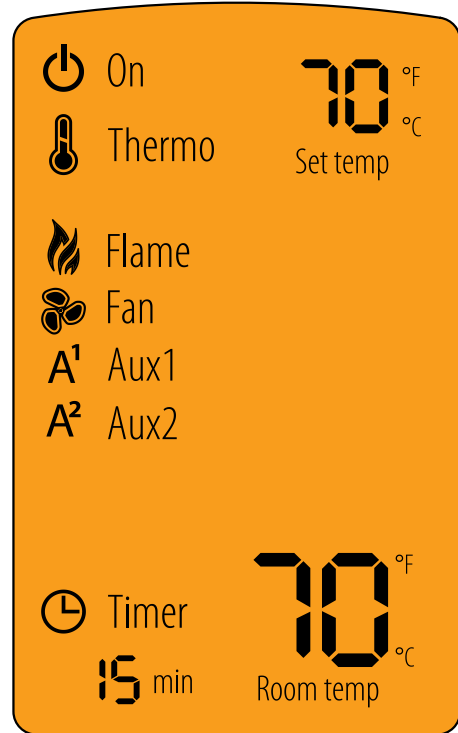 On
70 °F
°C
Thermo
Set temp
Flame
Fan
A¹ Aux1
A² Aux2
70 °F
°C
Timer
15 min
Room temp